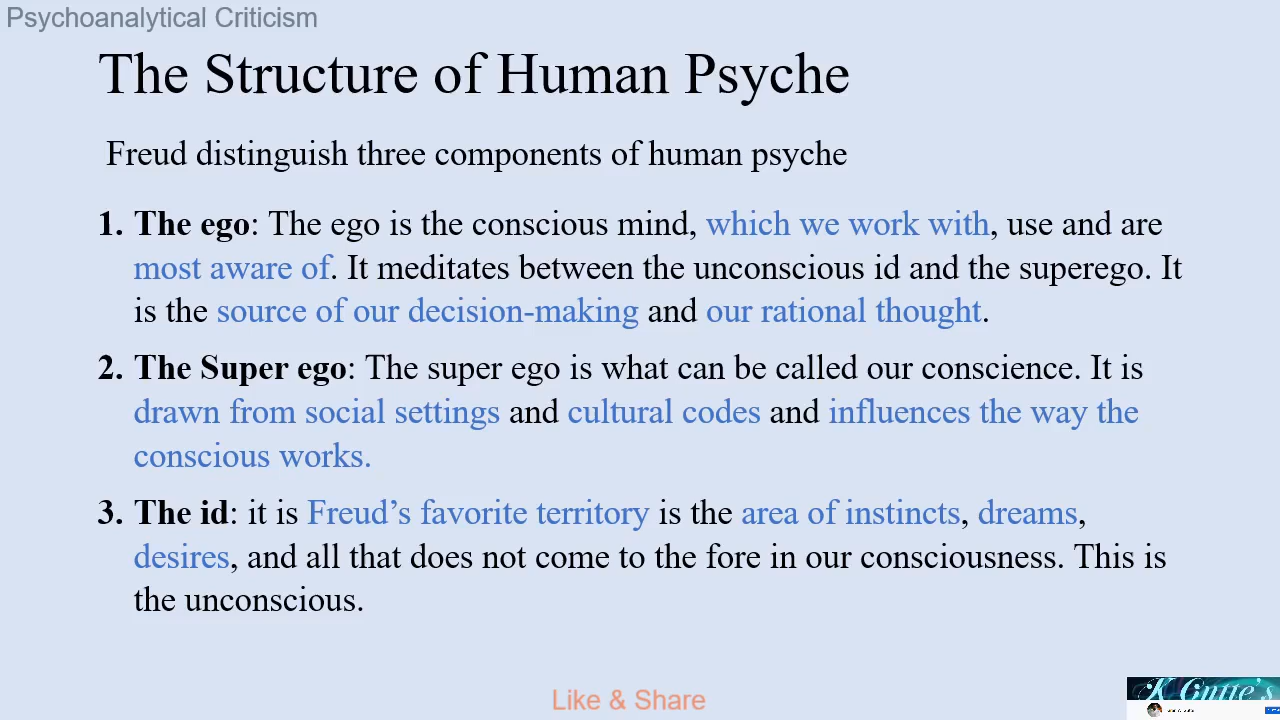 Psychoanalytical Criticism
The Structure of Human Psyche
Freud distinguish three components of human psyche
1. The ego: The ego is the conscious mind, which we work with, use and are
most aware of. It meditates between the unconscious id and the superego. It
is the source of our decision-making and our rational thought.
2. The Super ego: The super ego is what can be called our conscience. It is
drawn from social settings and cultural codes and influences the way the
conscious works.
3. The id: it is Freud’s favorite territory is the area of instincts, dreams,
desires, and all that does not come to the fore in our consciousness. This is
the unconscious.
Like & Share